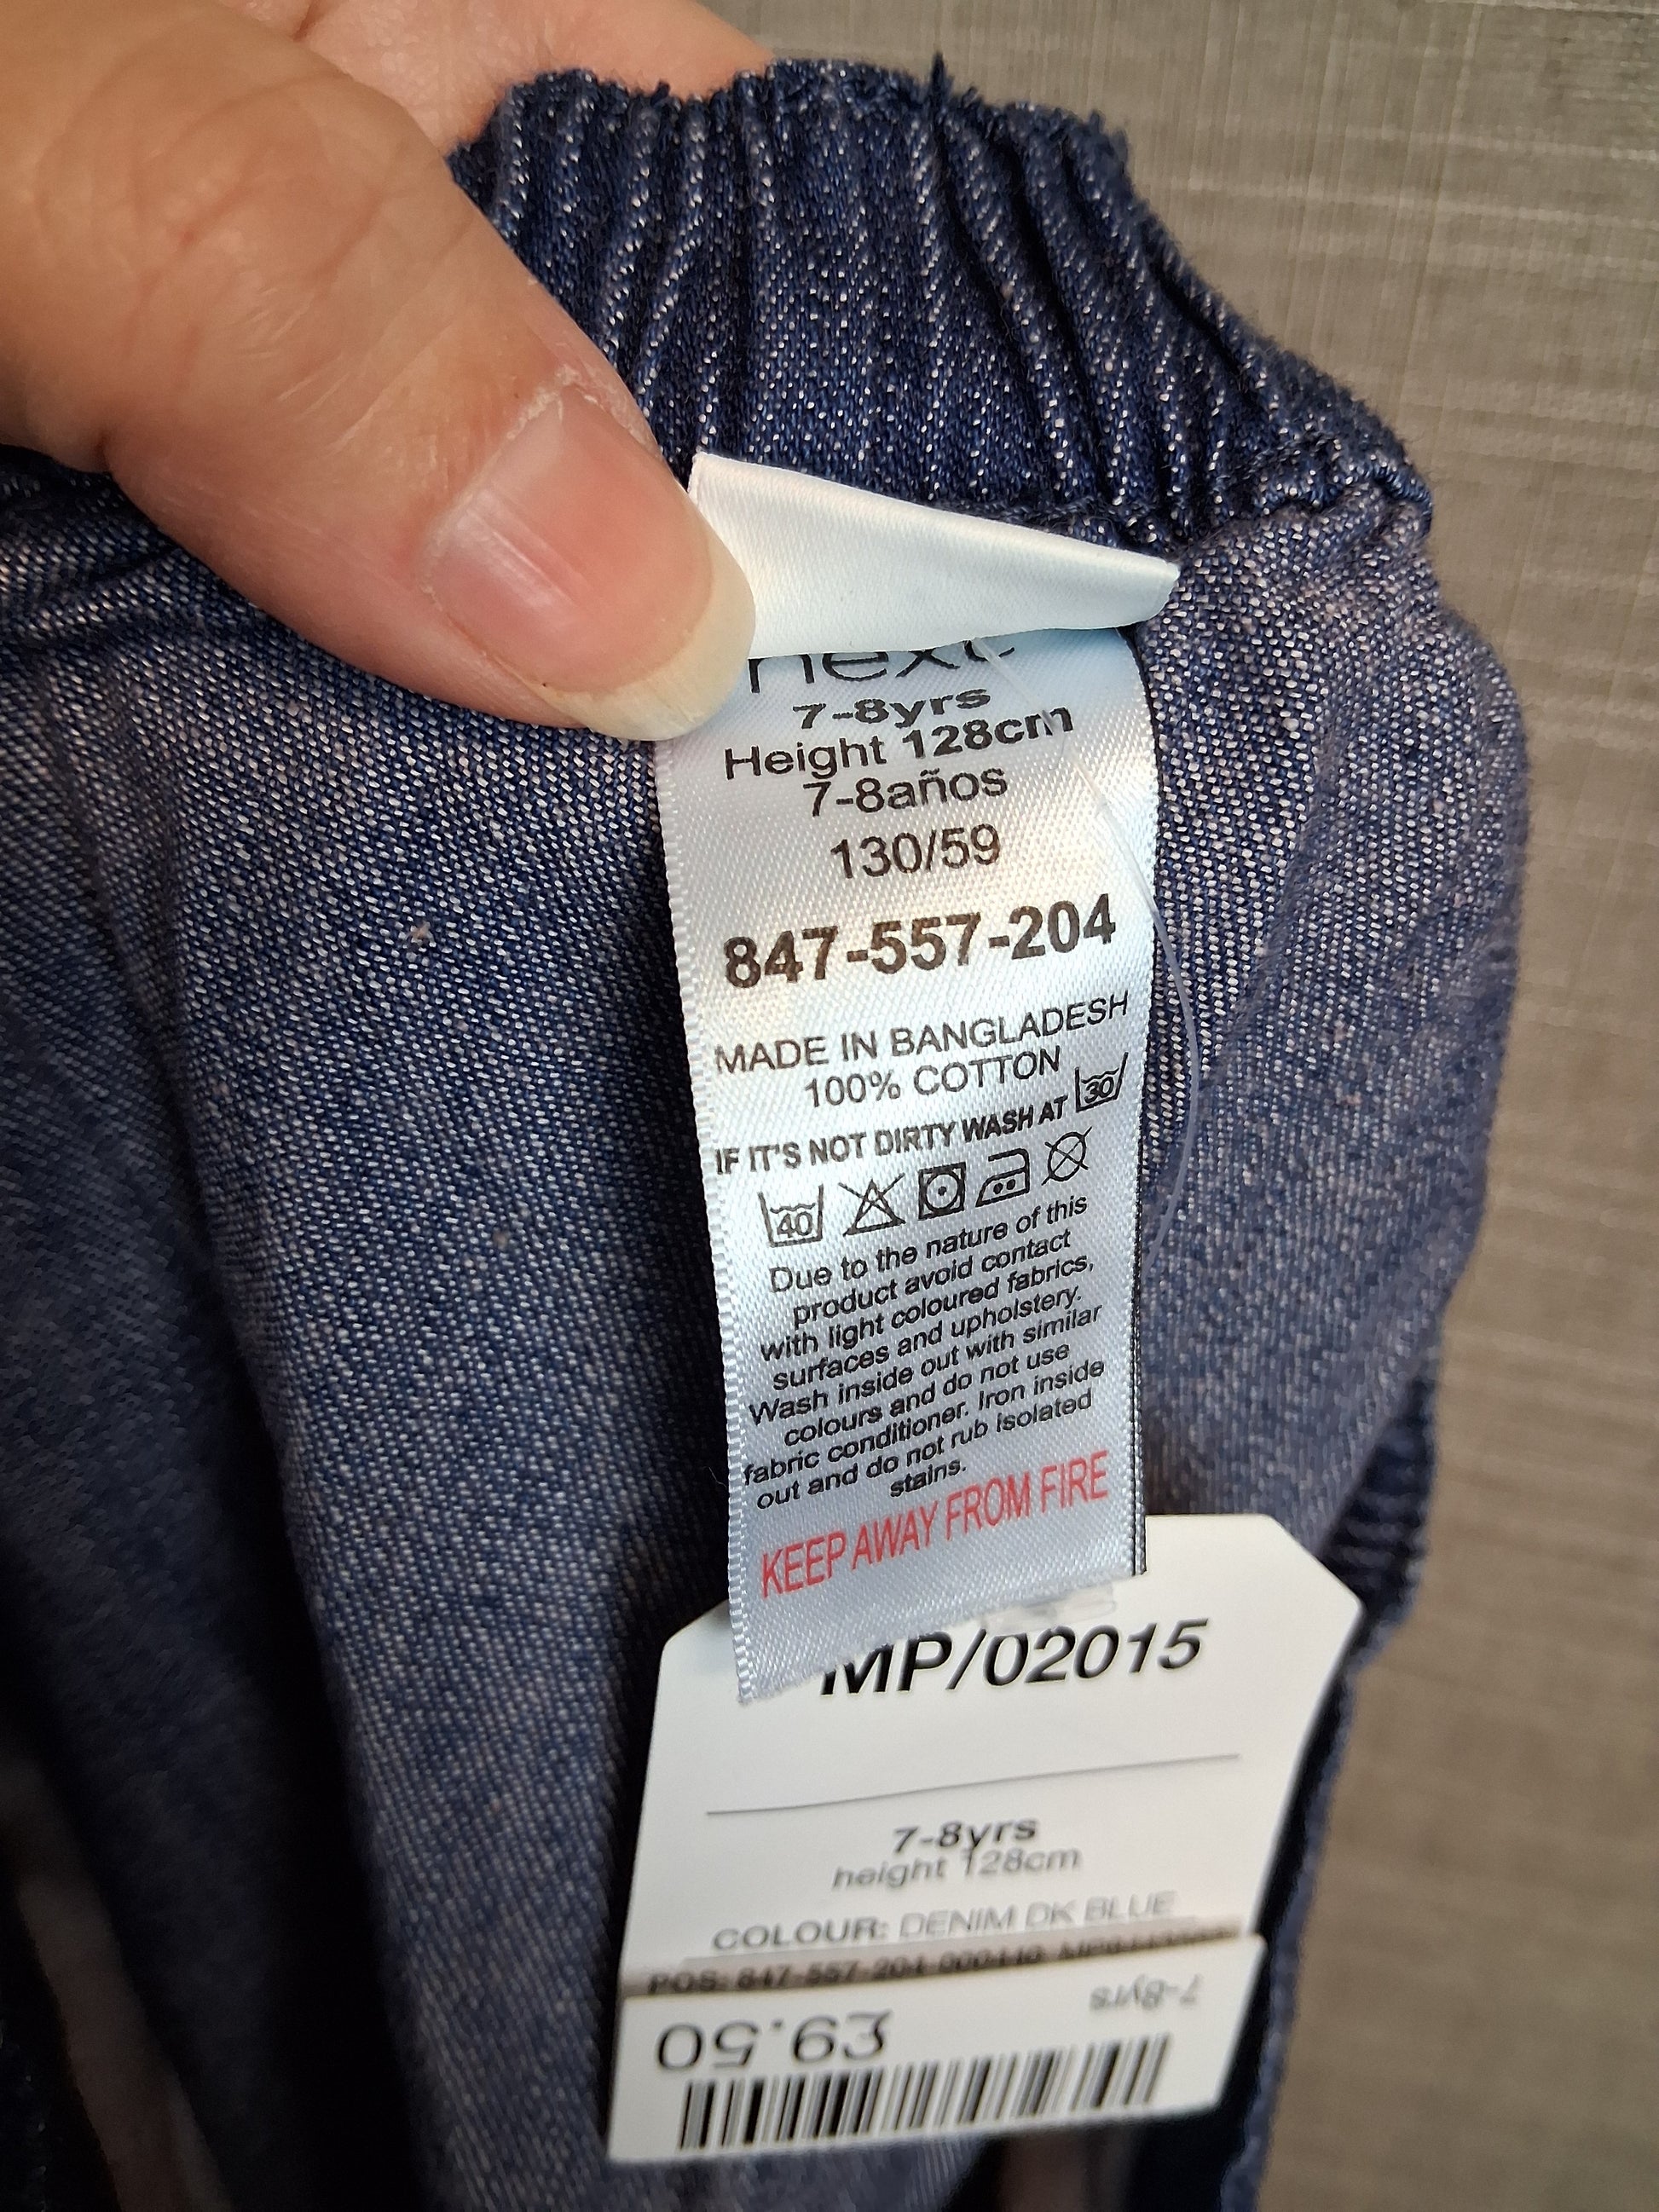 next
7-8yrs
Height 128cm
7-8años
130/59
847-557-204
MADE IN BANGLADESH
100% COTTON
IF IT'S NOT DIRTY WASH AT 30
40
Due to the nature of this
product avoid contact
with light coloured fabrics,
surfaces and upholstery.
Wash inside out with similar
colours and do not use
fabric conditioner. Iron inside
out and do not rub isolated
stains.
KEEP AWAY FROM FIRE
MP/02015
7-8yrs
height 128cm
COLOUR: DENIM DK BLUE
POS: 847-557-204-
7-8yrs
£9.50